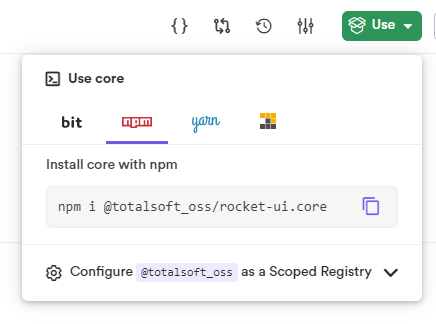 {} Use
Use core
bit npm yarn
Install core with npm
npm i @totalsoft_oss/rocket-ui.core
Configure @totalsoft_oss as a Scoped Registry